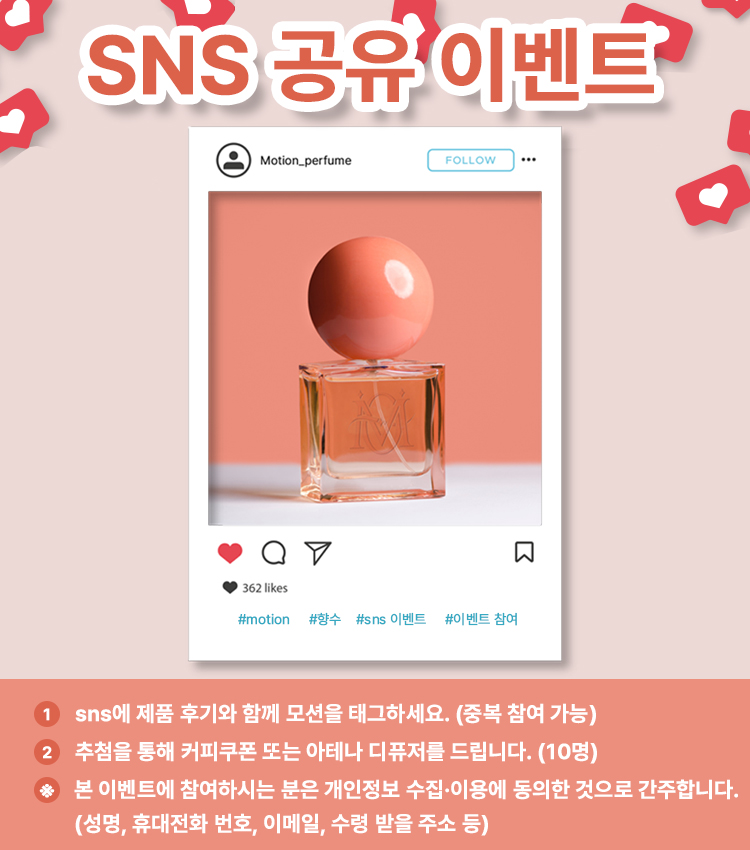 SNS 공유 이벤트
Motion_perfume
FOLLOW
362 likes
#motion #향수 #sns 이벤트 #이벤트 참여
1 sns에 제품 후기와 함께 모션을 태그하세요. (중복 참여 가능)
2 추첨을 통해 커피쿠폰 또는 아테나 디퓨저를 드립니다. (10명)
※ 본 이벤트에 참여하시는 분은 개인정보 수집·이용에 동의한 것으로 간주합니다.
(성명, 휴대전화 번호, 이메일, 수령 받을 주소 등)